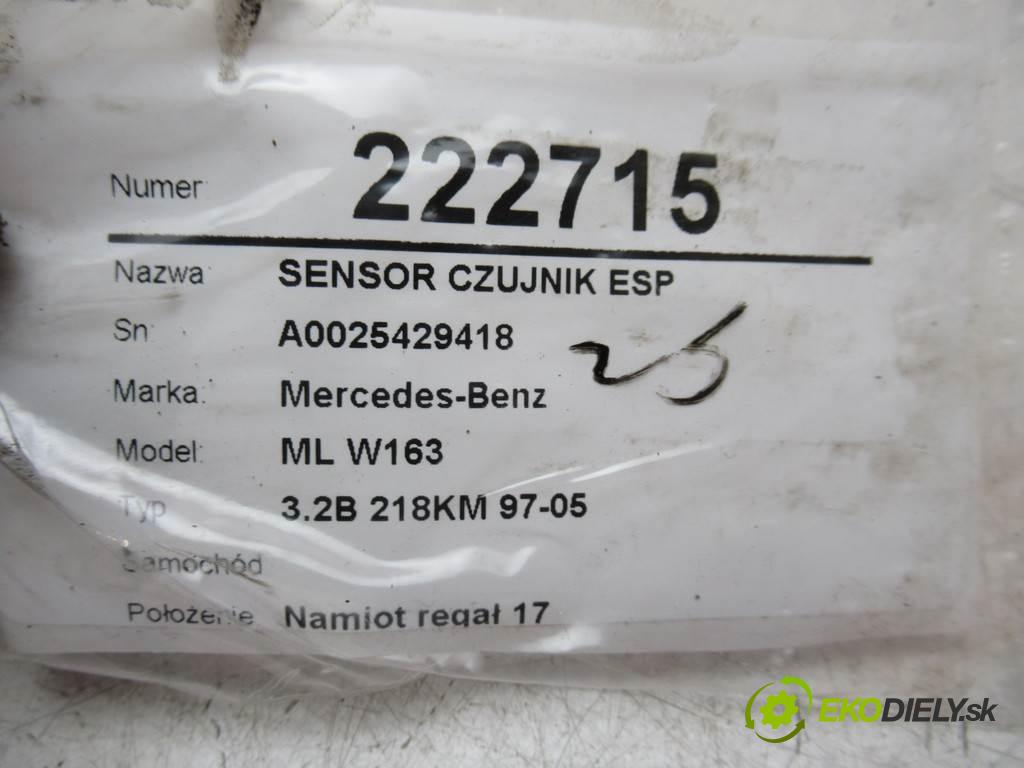 Numer: 222715
Nazwa: SENSOR CZUJNIK ESP
Sn: A0025429418
Marka: Mercedes-Benz
Model: ML W163
Typ 3.2B 218KM 97-05
Samochód
Położenie Namiot regał 17
EKODIELY.sk